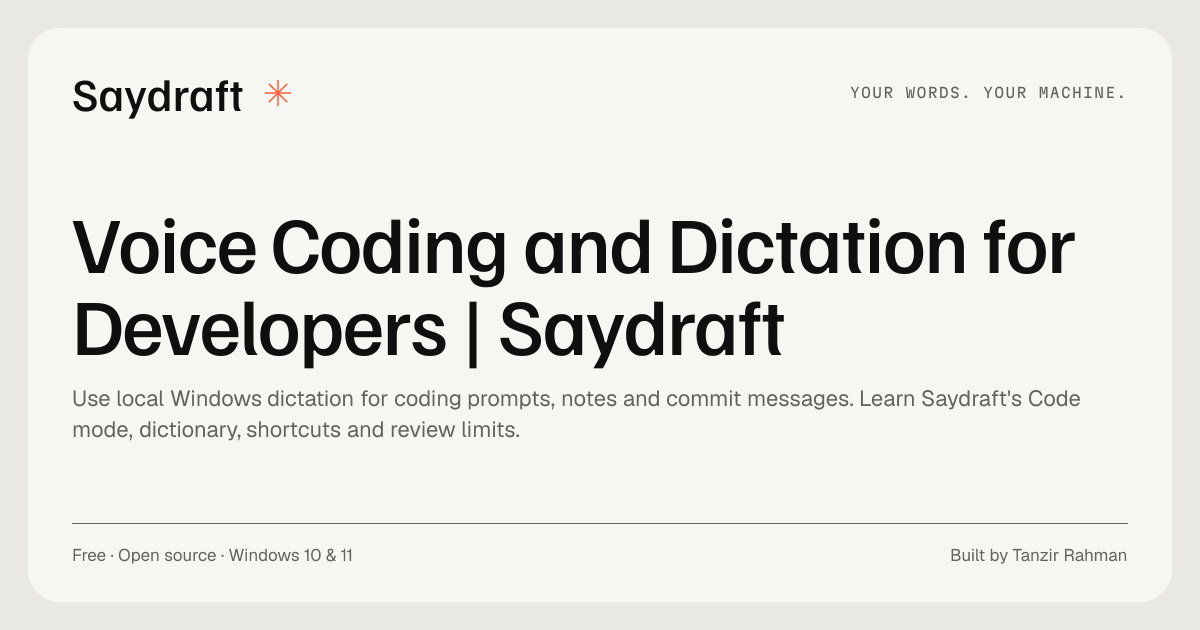 Saydraft
YOUR WORDS. YOUR MACHINE.
Voice Coding and Dictation for
Developers | Saydraft
Use local Windows dictation for coding prompts, notes and commit messages. Learn Saydraft's Code
mode, dictionary, shortcuts and review limits.
Free · Open source · Windows 10 & 11
Built by Tanzir Rahman